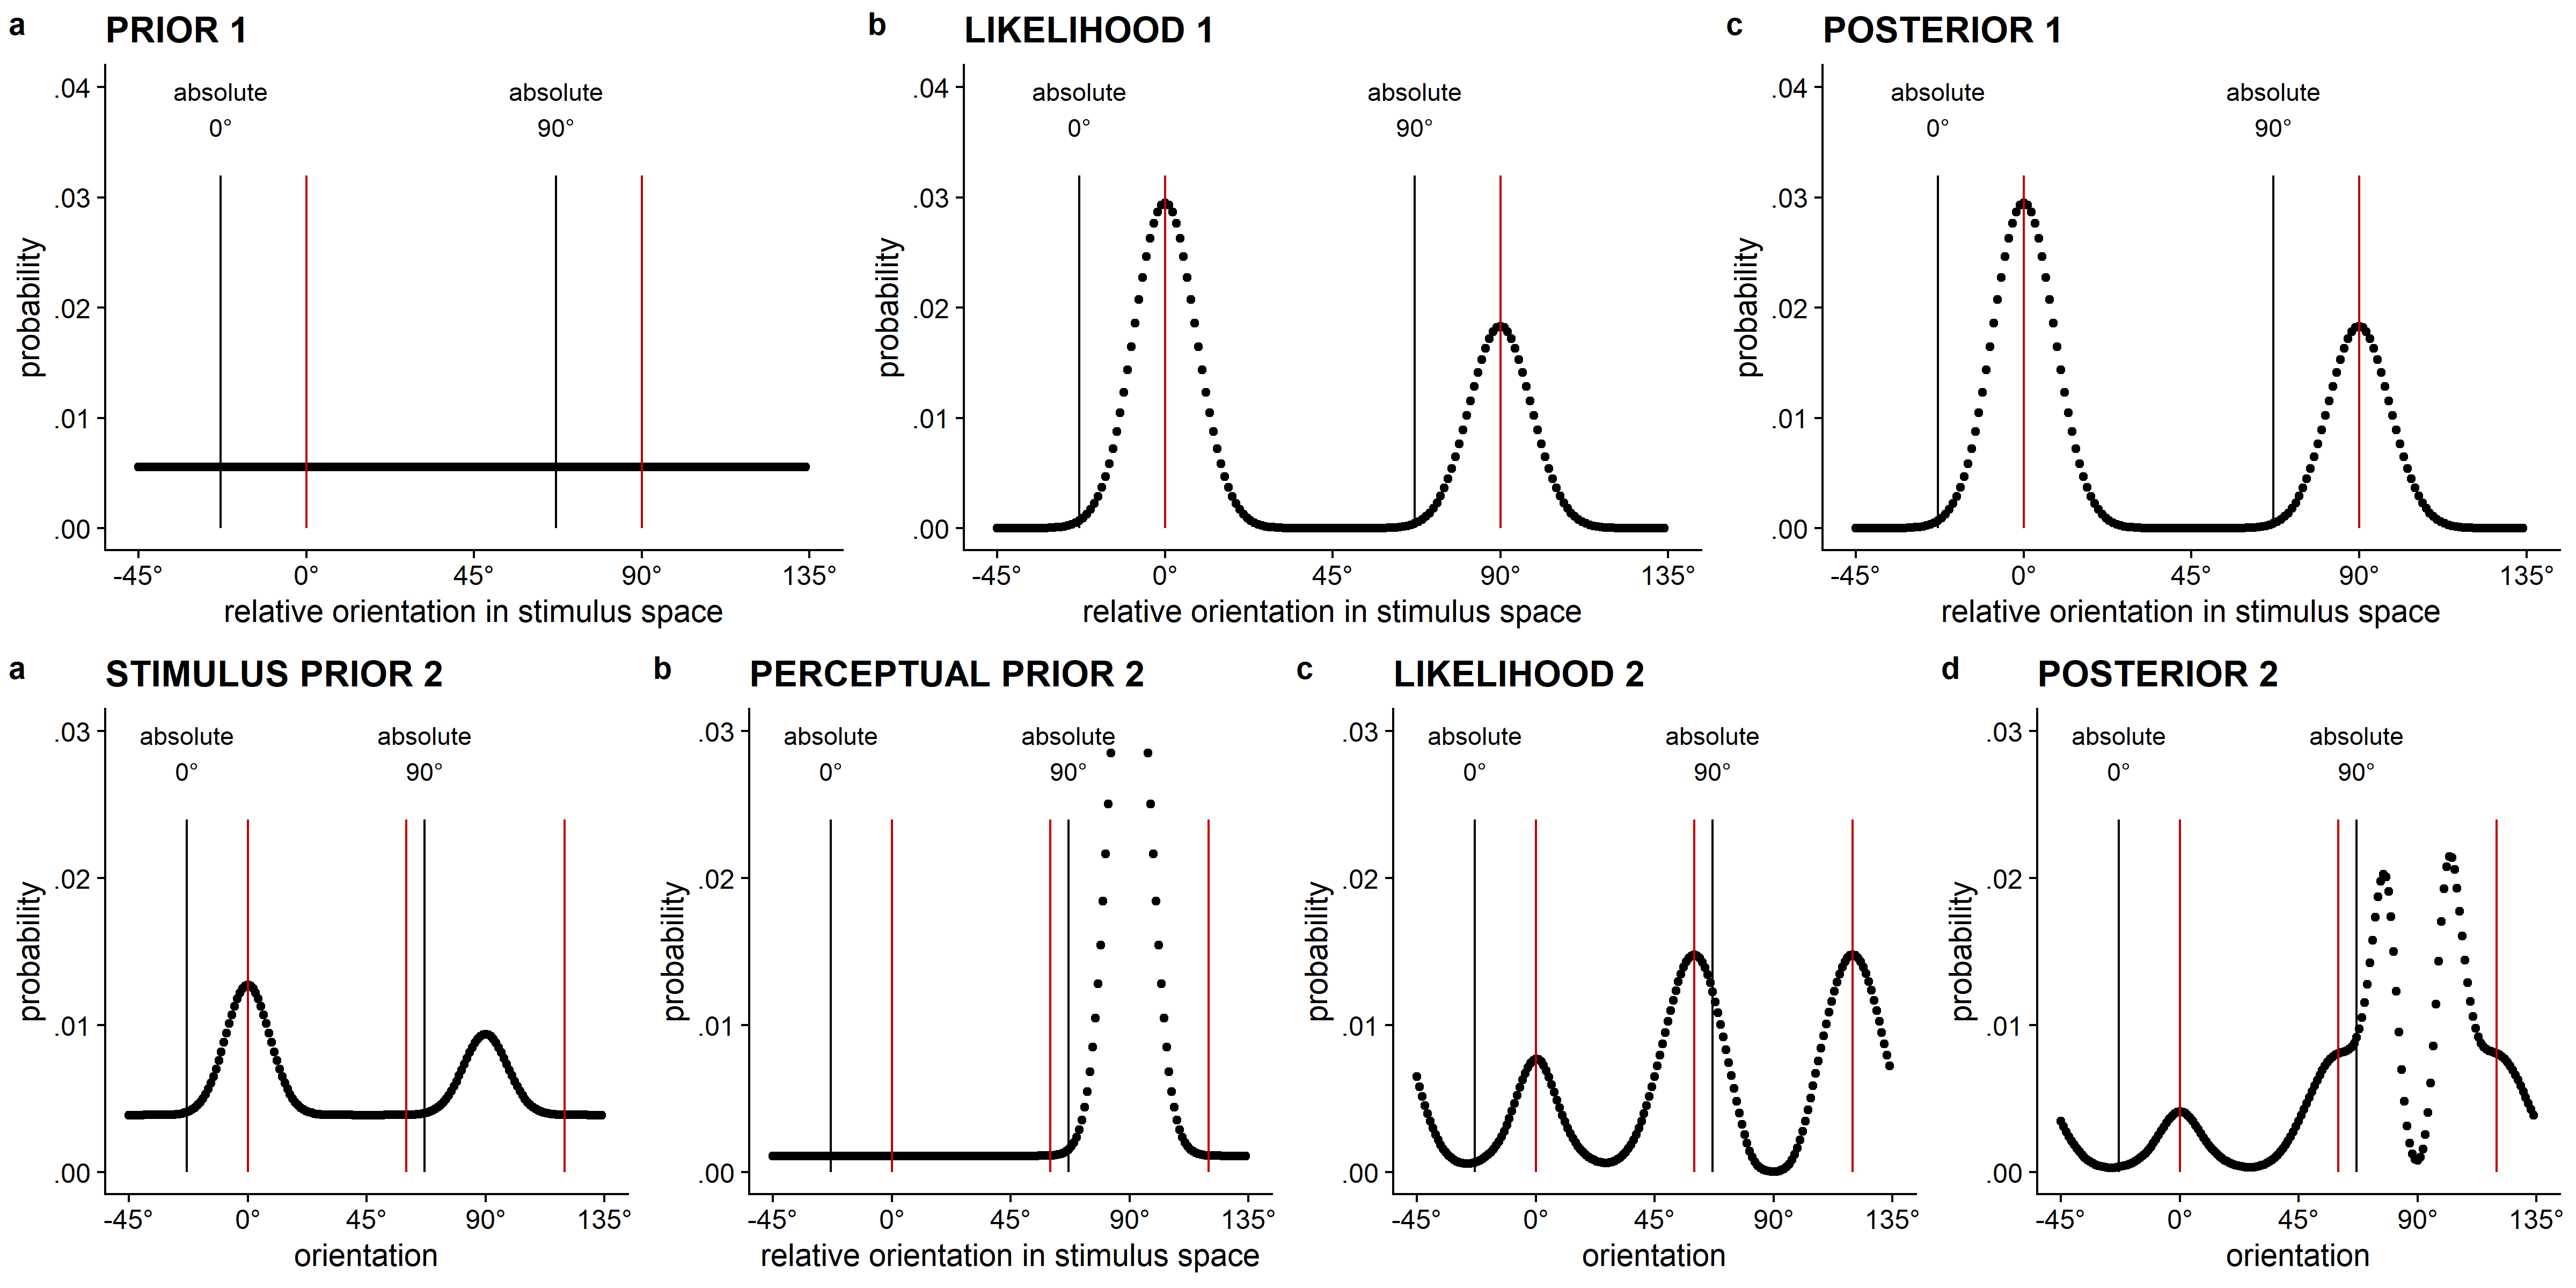 a PRIOR 1
.04
.03
.02
.01
.00
probability
absolute
0°
absolute
90°
-45° 0° 45° 90° 135°
relative orientation in stimulus space
b LIKELIHOOD 1
.04
.03
.02
.01
.00
probability
absolute
0°
absolute
90°
-45° 0° 45° 90° 135°
relative orientation in stimulus space
c POSTERIOR 1
.04
.03
.02
.01
.00
probability
absolute
0°
absolute
90°
-45° 0° 45° 90° 135°
relative orientation in stimulus space
a STIMULUS PRIOR 2
.03
.02
.01
.00
probability
absolute
0°
absolute
90°
-45° 0° 45° 90° 135°
orientation
b PERCEPTUAL PRIOR 2
.03
.02
.01
.00
probability
absolute
0°
absolute
90°
-45° 0° 45° 90° 135°
relative orientation in stimulus space
c LIKELIHOOD 2
.03
.02
.01
.00
probability
absolute
0°
absolute
90°
-45° 0° 45° 90° 135°
orientation
d POSTERIOR 2
.03
.02
.01
.00
probability
absolute
0°
absolute
90°
-45° 0° 45° 90° 135°
orientation